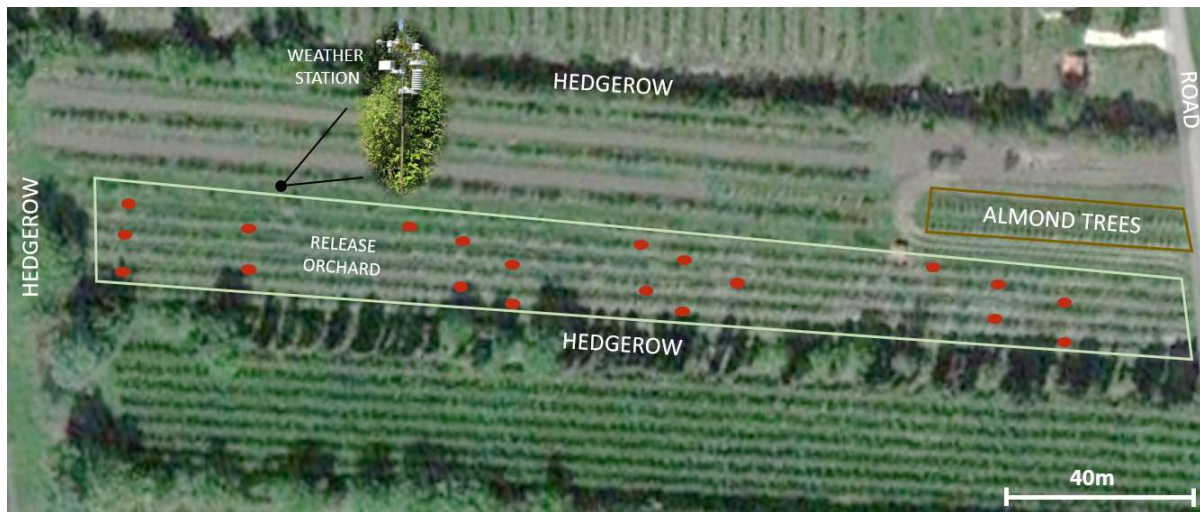 WEATHER
STATION
HEDGEROW
ROAD
HEDGEROW
ALMOND TREES
RELEASE
ORCHARD
HEDGEROW
40m